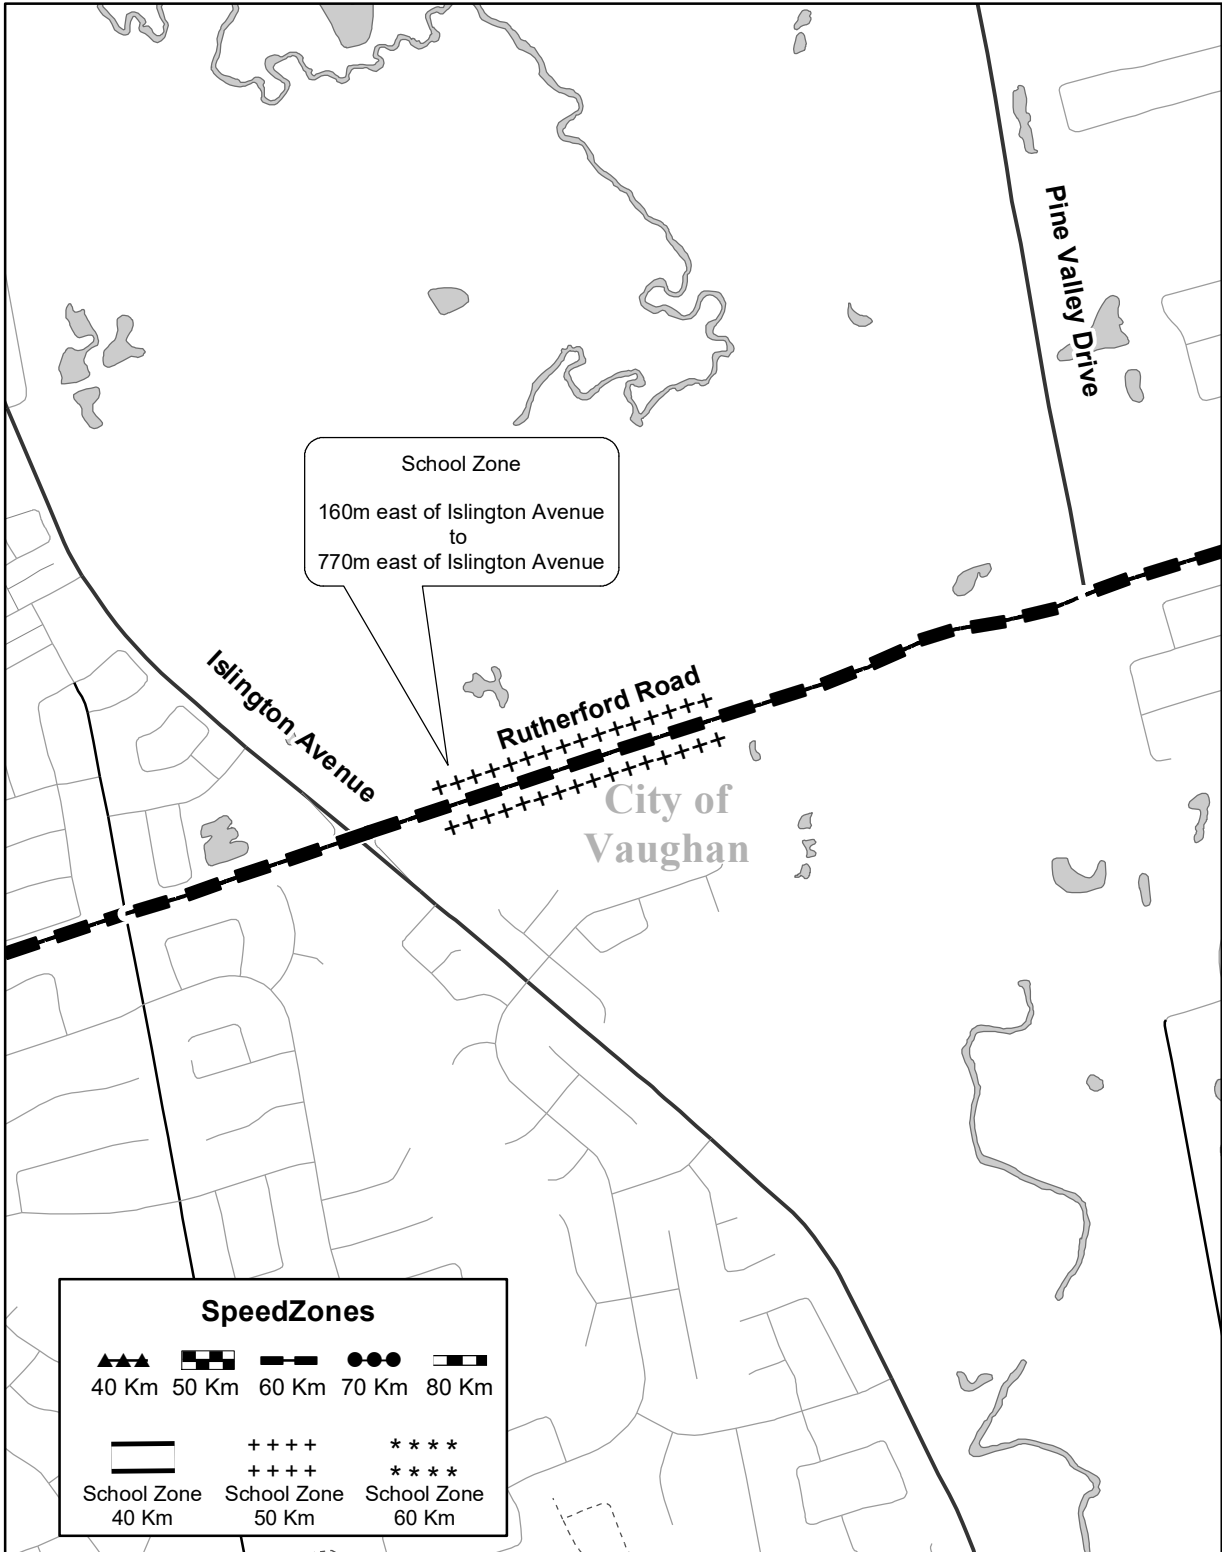 Pine Valley Drive
School Zone
160m east of Islington Avenue
to
770m east of Islington Avenue
Islington Avenue
Rutherford Road
City of
Vaughan
SpeedZones
40 Km 50 Km 60 Km 70 Km 80 Km
School Zone School Zone School Zone
40 Km 50 Km 60 Km